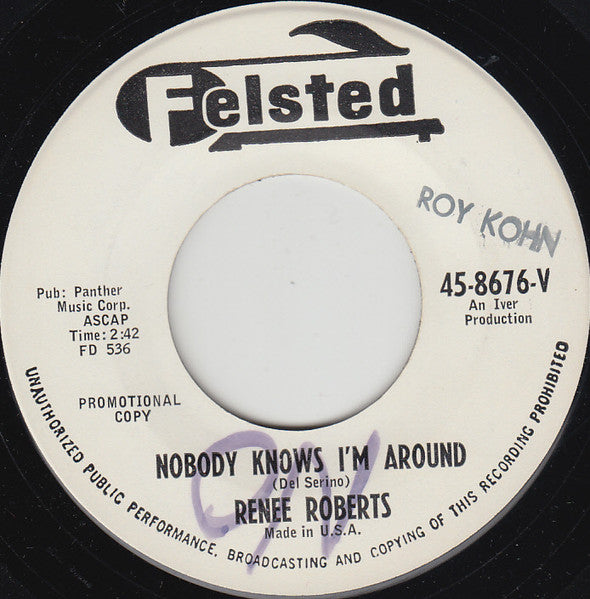 Felsted
ROY KOHN
45-8676-V
An Iver
Production
Pub: Panther
Music Corp.
ASCAP
Time: 2:42
FD 536
PROMOTIONAL
COPY
NOBODY KNOWS I'M AROUND
(Del Serino)
RENEE ROBERTS
Made in U.S.A.
UNAUTHORIZED PUBLIC PERFORMANCE, BROADCASTING AND COPYING OF THIS RECORDING PROHIBITED